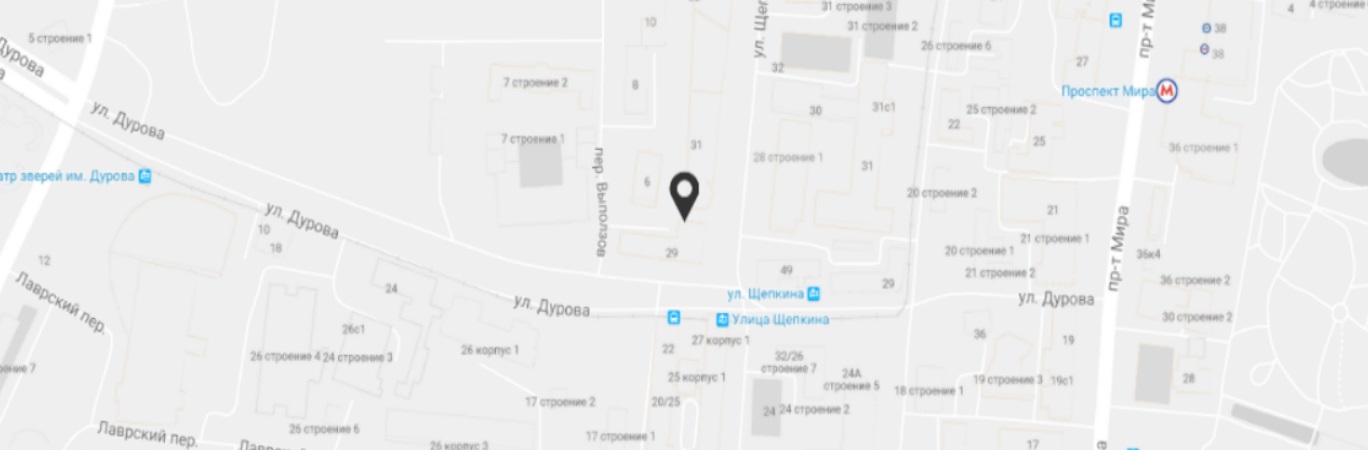 31 строение 3
4
4 строение
10
ул. Щеп
31 строение 2
38
5 строение 1
пр-т Ми
26 строение 6
38
Дурова
32
27
7 строение 2
8
Проспект Мира
М
ул. Дурова
30
31с1
25 строение 2
22
7 строение 1
31
25
36 строение 1
пер. Выползов
28 строение 1
31
атр зверей им. Дурова
6
20 строение 2
ул. Дурова
21
10
пр-т Мира
21 строение 1
18
29
20 строение 1
36к4
12
49
21 строение 2
36 строение 2
Лаврский пер.
24
29
ул. Щепкина
ул. Дурова
ул. Дурова
Улица Щепкина
30 строение 2
26с1
36
27 корпус 1
19
26 корпус 1
22
26 строение 4
24 строение 3
32/26
строение 7
24А
строение 5
25 корпус 1
28
19 строение 3
19с1
18 строение 1
17 строение 2
20/25
24
24 строение 2
26 строение 6
Лаврский пер.
17 строение 1
26 корпус 3
17